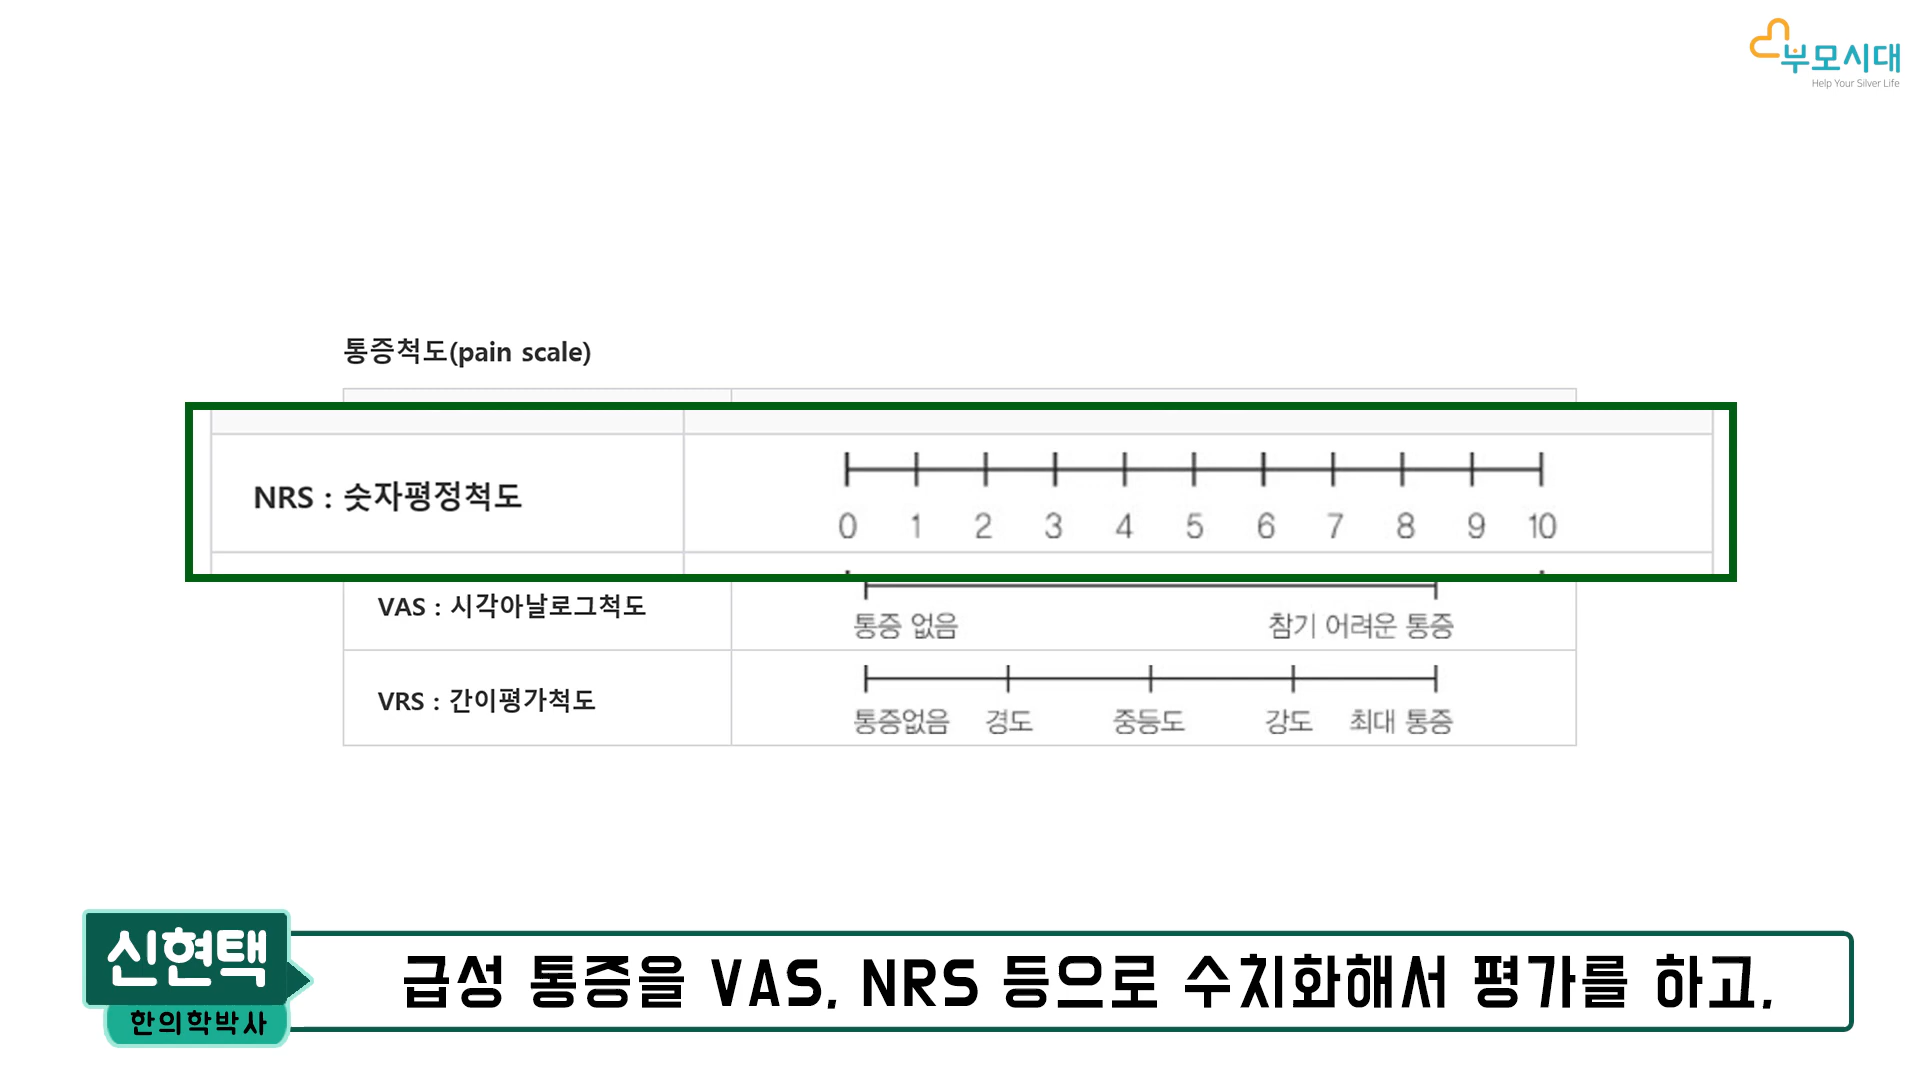 부모시대
Help Your Silver Life
통증척도(pain scale)
NRS : 숫자평정척도
0 1 2 3 4 5 6 7 8 9 10
VAS : 시각아날로그척도
통증 없음 참기 어려운 통증
VRS : 간이평가척도
통증없음 경도 중등도 강도 최대 통증
신현택
한의학박사
급성 통증을 VAS, NRS 등으로 수치화해서 평가를 하고,